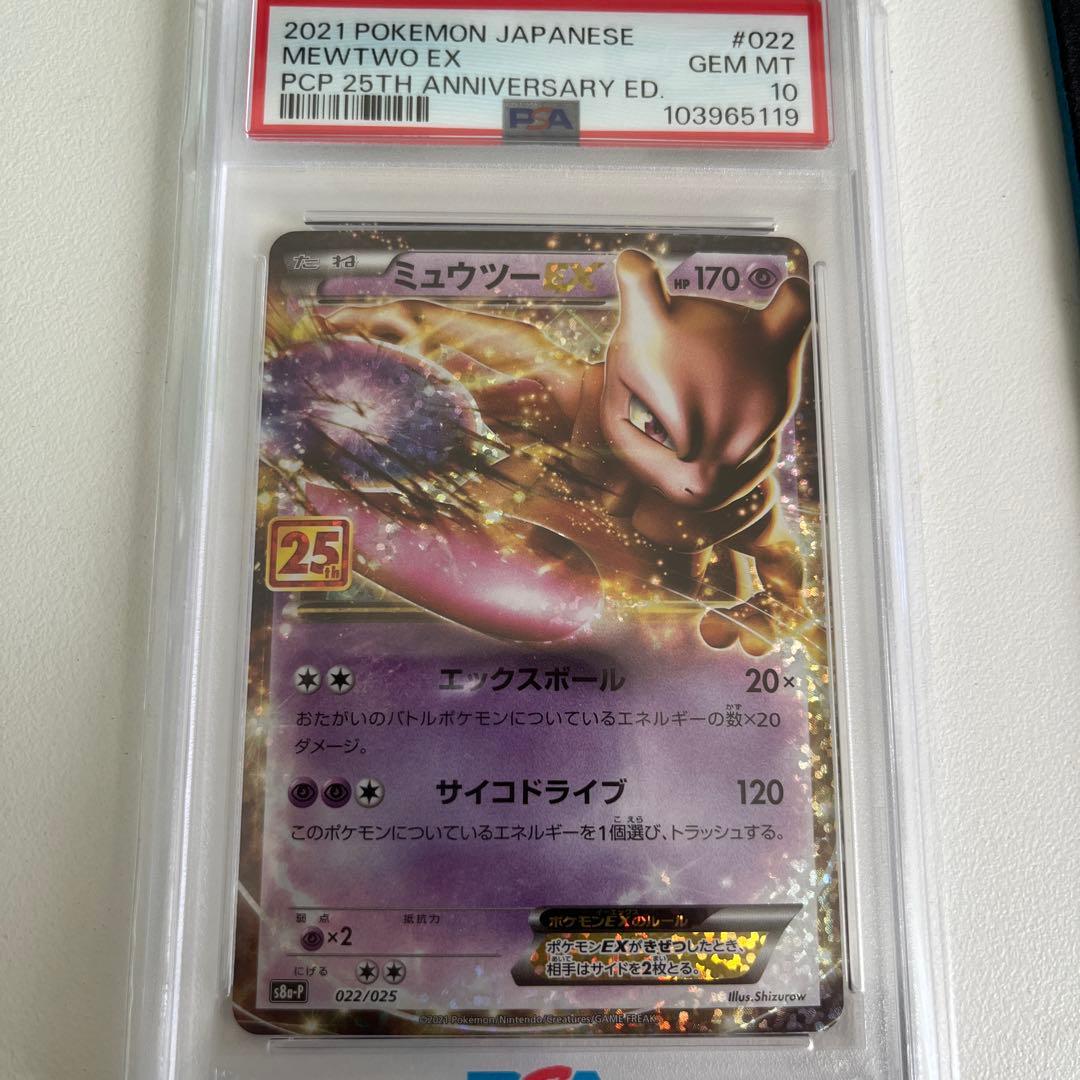 2021 POKEMON JAPANESE #022
MEWTWO EX GEM MT
PCP 25TH ANNIVERSARY ED. 10
PSA 103965119
たね ミュウツーEX HP 170
25th
エックスボール 20×
おたがいのバトルポケモンについているエネルギーの数×20
ダメージ。
サイコドライブ 120
このポケモンについているエネルギーを1個選び、トラッシュする。
弱点 抵抗力
×2
にげる
ポケモンEXのルール
ポケモンEXがきぜつしたとき、
相手はサイドを2枚とる。
s8a-P 022/025 Illus.Shizurow
©2021 Pokémon/Nintendo/Creatures/GAME FREAK.
PSA